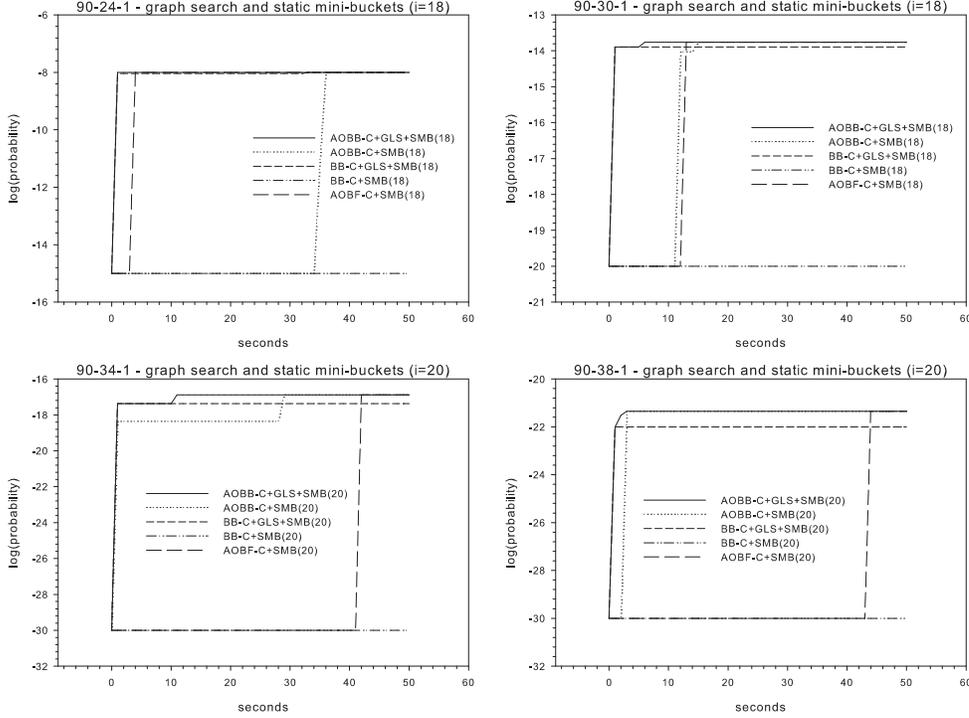 90-24-1 - graph search and static mini-buckets (i=18)
-6
-8
-10
-12
-14
-16
log(probability)
AOBB-C+GLS+SMB(18)
AOBB-C+SMB(18)
BB-C+GLS+SMB(18)
BB-C+SMB(18)
AOBF-C+SMB(18)
0 10 20 30 40 50 60
seconds
90-30-1 - graph search and static mini-buckets (i=18)
-13
-14
-15
-16
-17
-18
-19
-20
-21
log(probability)
AOBB-C+GLS+SMB(18)
AOBB-C+SMB(18)
BB-C+GLS+SMB(18)
BB-C+SMB(18)
AOBF-C+SMB(18)
0 10 20 30 40 50 60
seconds
90-34-1 - graph search and static mini-buckets (i=20)
-16
-18
-20
-22
-24
-26
-28
-30
-32
log(probability)
AOBB-C+GLS+SMB(20)
AOBB-C+SMB(20)
BB-C+GLS+SMB(20)
BB-C+SMB(20)
AOBF-C+SMB(20)
0 10 20 30 40 50 60
seconds
90-38-1 - graph search and static mini-buckets (i=20)
-20
-22
-24
-26
-28
-30
-32
log(probability)
AOBB-C+GLS+SMB(20)
AOBB-C+SMB(20)
BB-C+GLS+SMB(20)
BB-C+SMB(20)
AOBF-C+SMB(20)
0 10 20 30 40 50 60
seconds